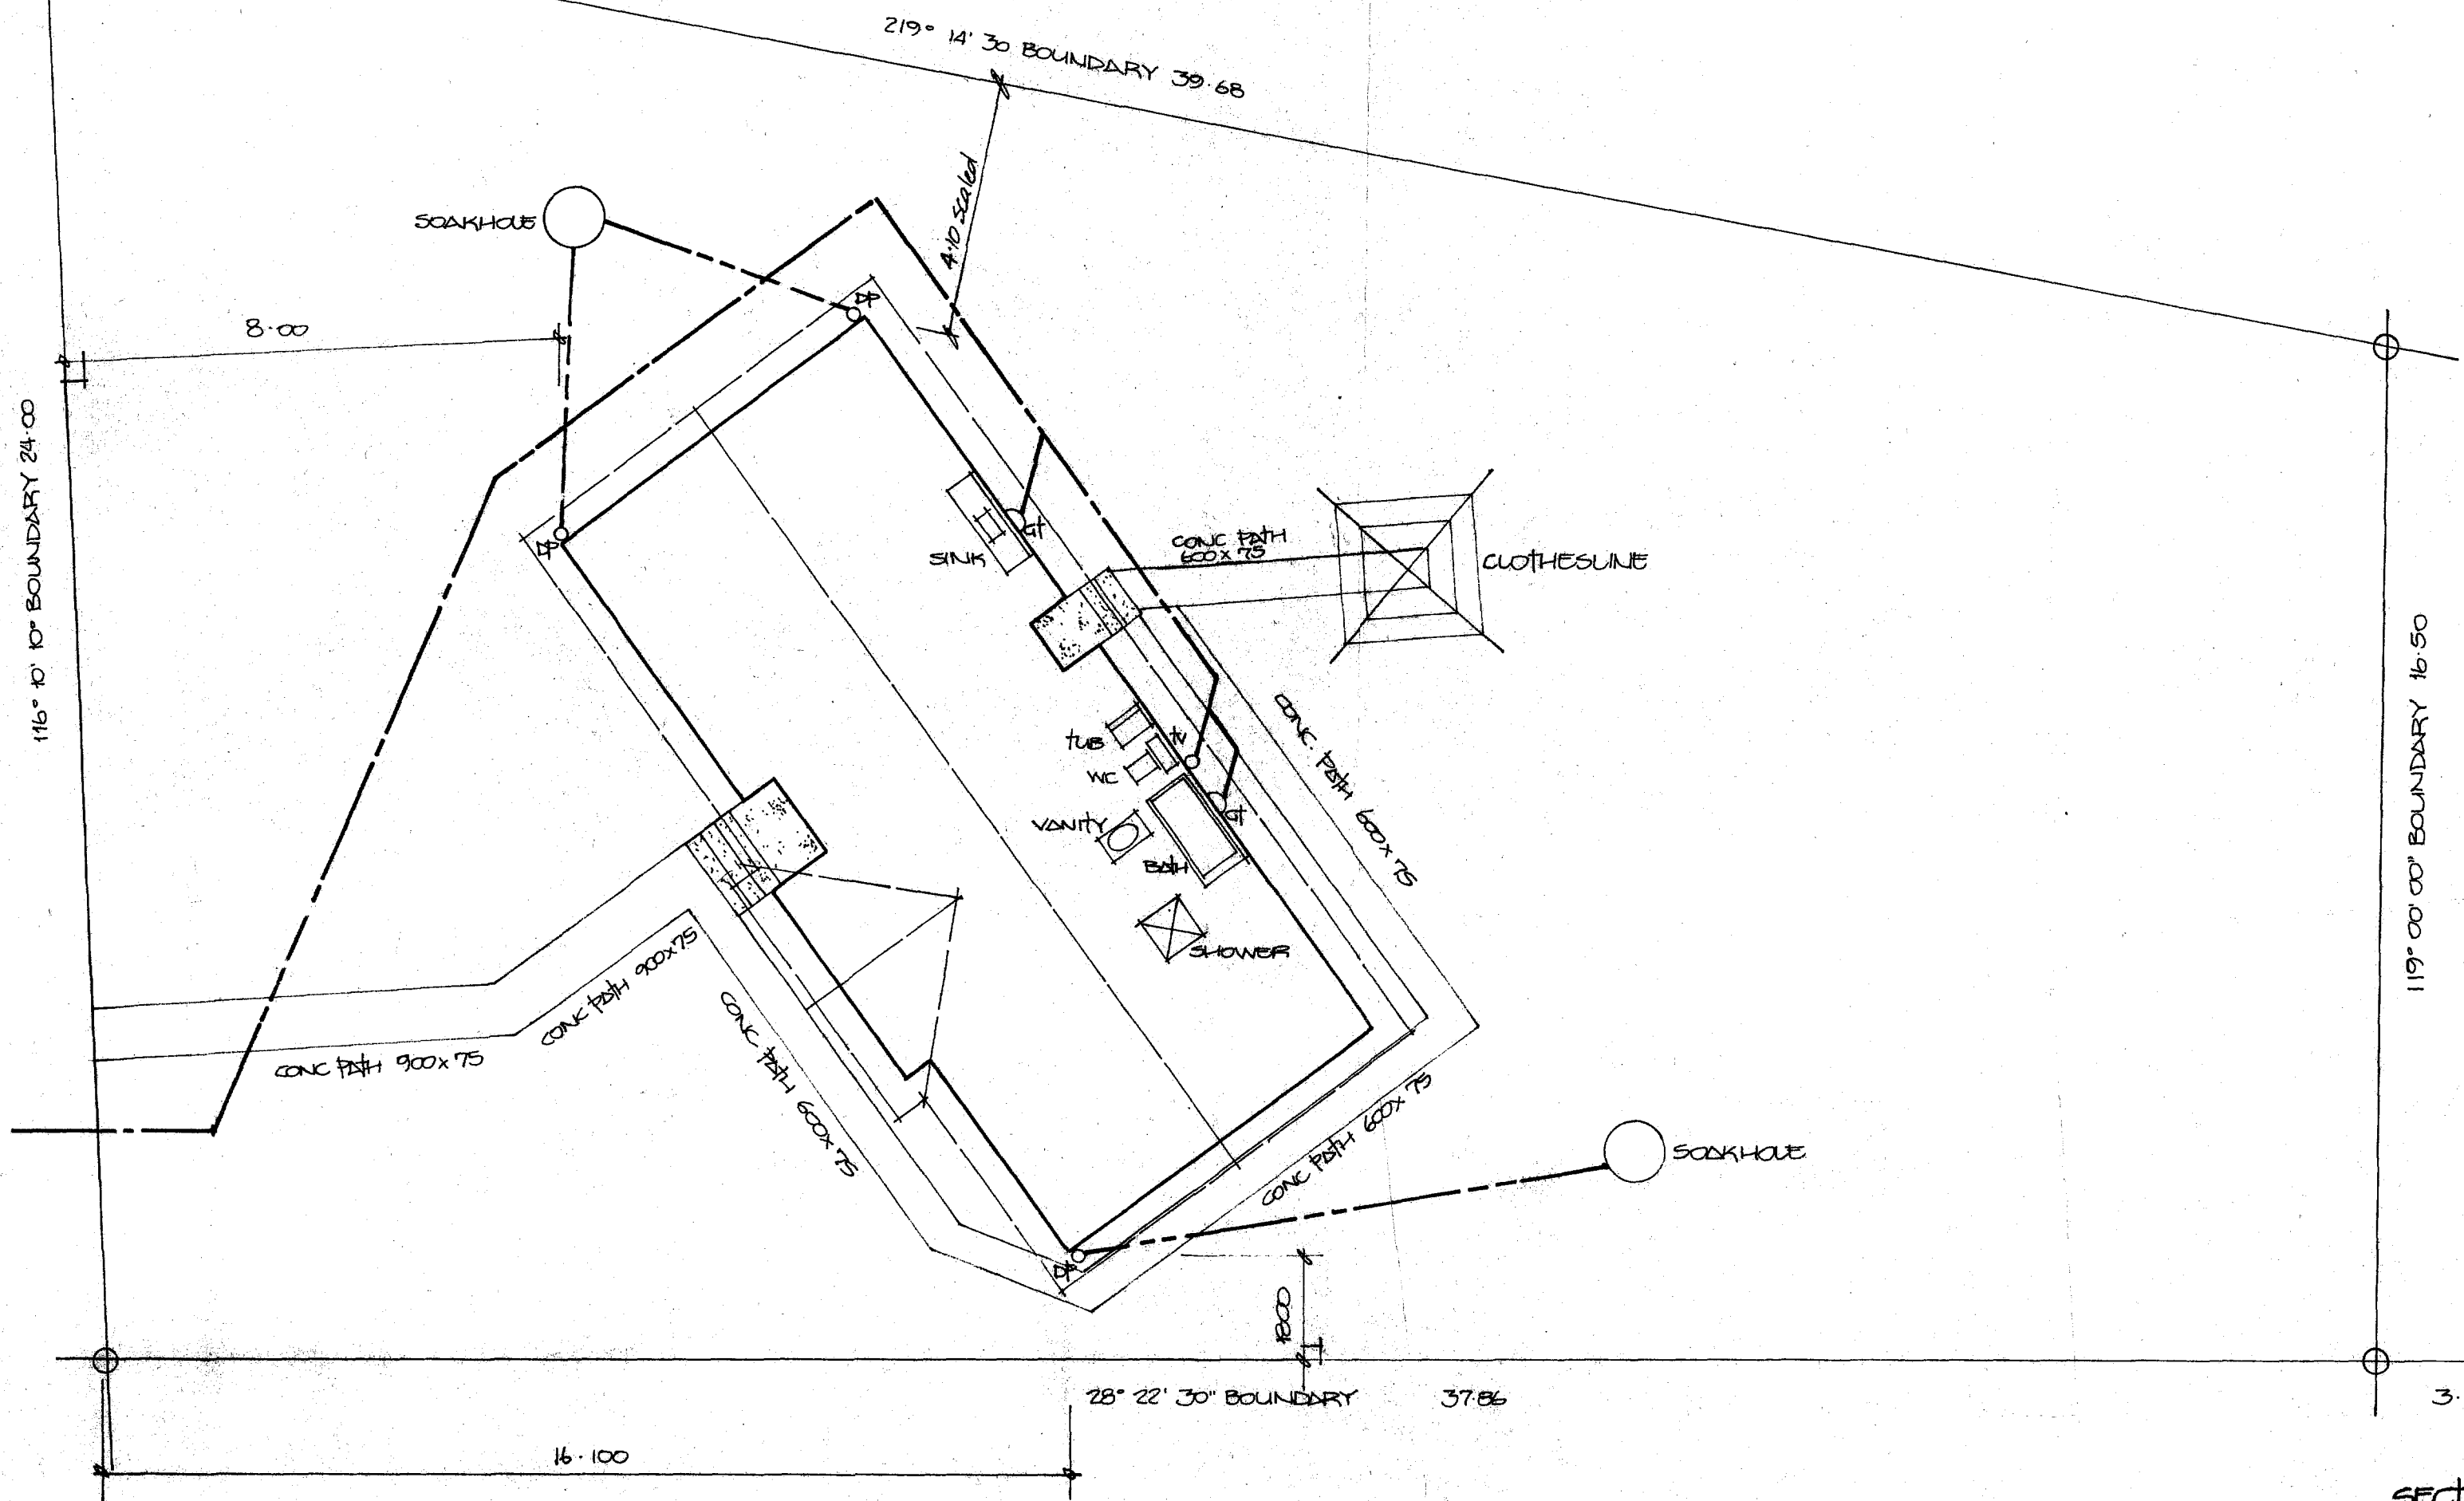 219° 14' 30 BOUNDARY 39.68
4.10 scaled
SOAKHOLE
8.00
DP
DP
116° 10' 10" BOUNDARY 24.00
GT
SINK
CONC PATH
600 x 75
CLOTHESLINE
119° 00' 00" BOUNDARY 16.50
TUB
TV
WC
CONC. PATH 600 x 75
VANITY
GT
BATH
SHOWER
CONC PATH 900x75
CONC PATH 900x75
CONC PATH 600x75
CONC PATH 600x75
SOAKHOLE
DP
1800
28° 22' 30" BOUNDARY 37.86
3.
16.100